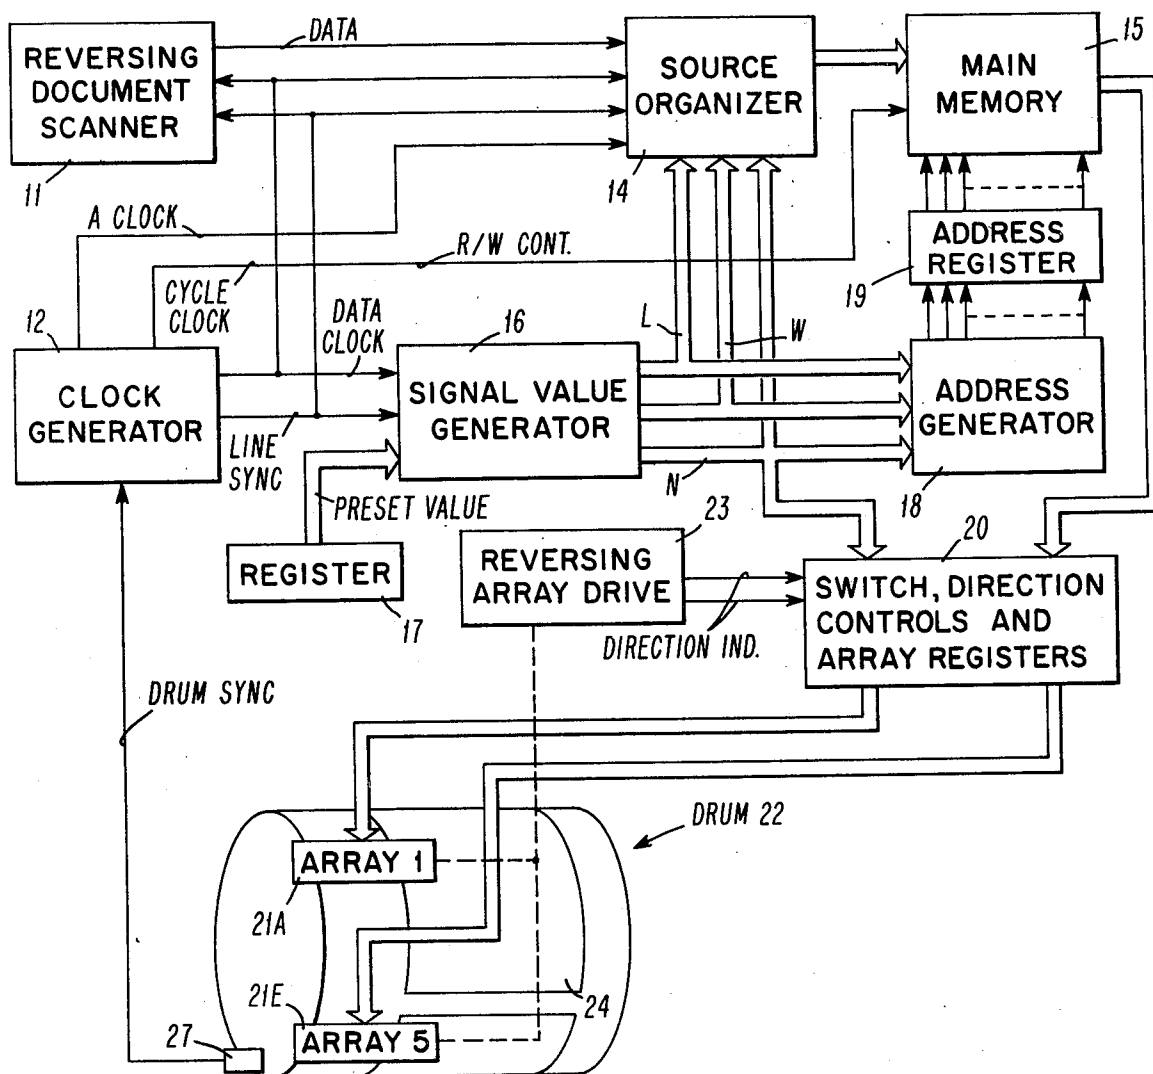 DATA
REVERSING
DOCUMENT
SCANNER
11
SOURCE
ORGANIZER
14
MAIN
MEMORY
15
A CLOCK
R/W CONT.
CYCLE
CLOCK
ADDRESS
REGISTER
19
12
CLOCK
GENERATOR
DATA
CLOCK
LINE
SYNC
16
SIGNAL VALUE
GENERATOR
L
W
N
ADDRESS
GENERATOR
18
PRESET VALUE
REGISTER
17
23
REVERSING
ARRAY DRIVE
DIRECTION IND.
20
SWITCH, DIRECTION
CONTROLS AND
ARRAY REGISTERS
DRUM SYNC
DRUM 22
ARRAY 1
21A
21E
ARRAY 5
24
27